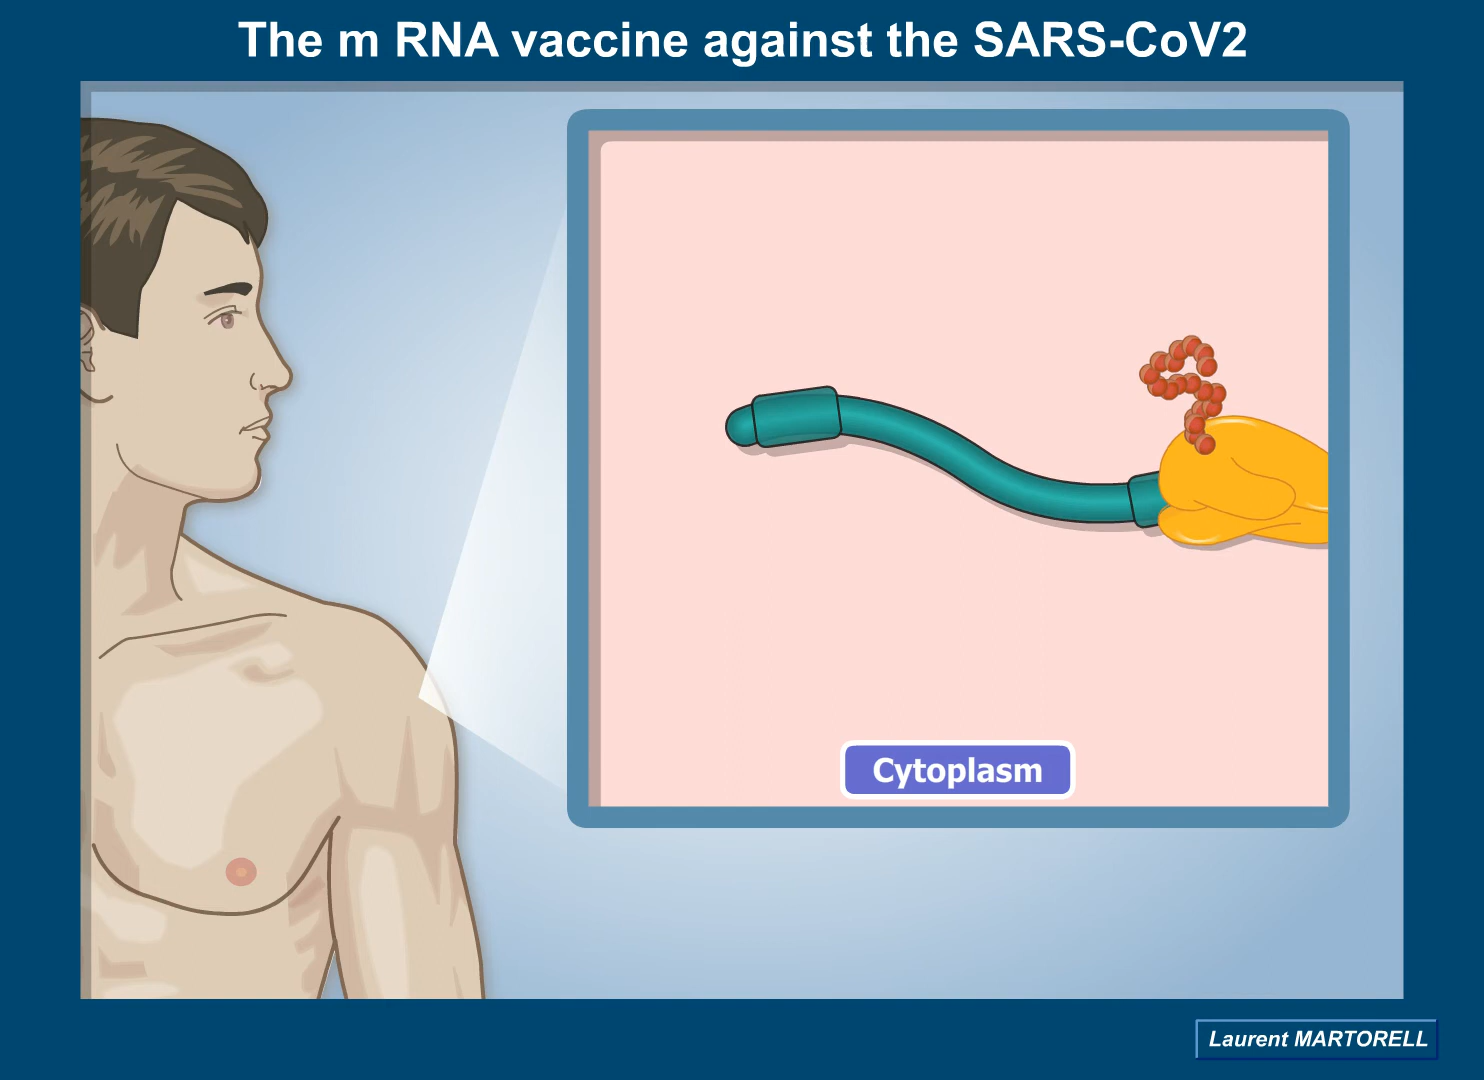 The m RNA vaccine against the SARS-CoV2
Cytoplasm
Laurent MARTORELL